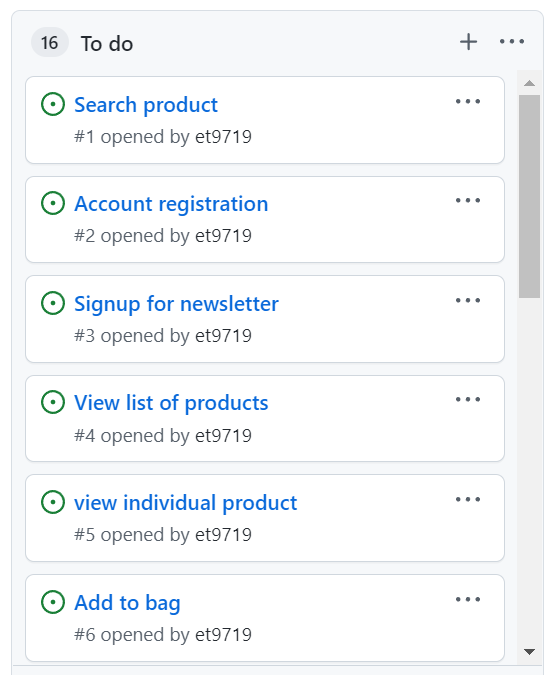 16 To do
Search product
#1 opened by et9719
Account registration
#2 opened by et9719
Signup for newsletter
#3 opened by et9719
View list of products
#4 opened by et9719
view individual product
#5 opened by et9719
Add to bag
#6 opened by et9719